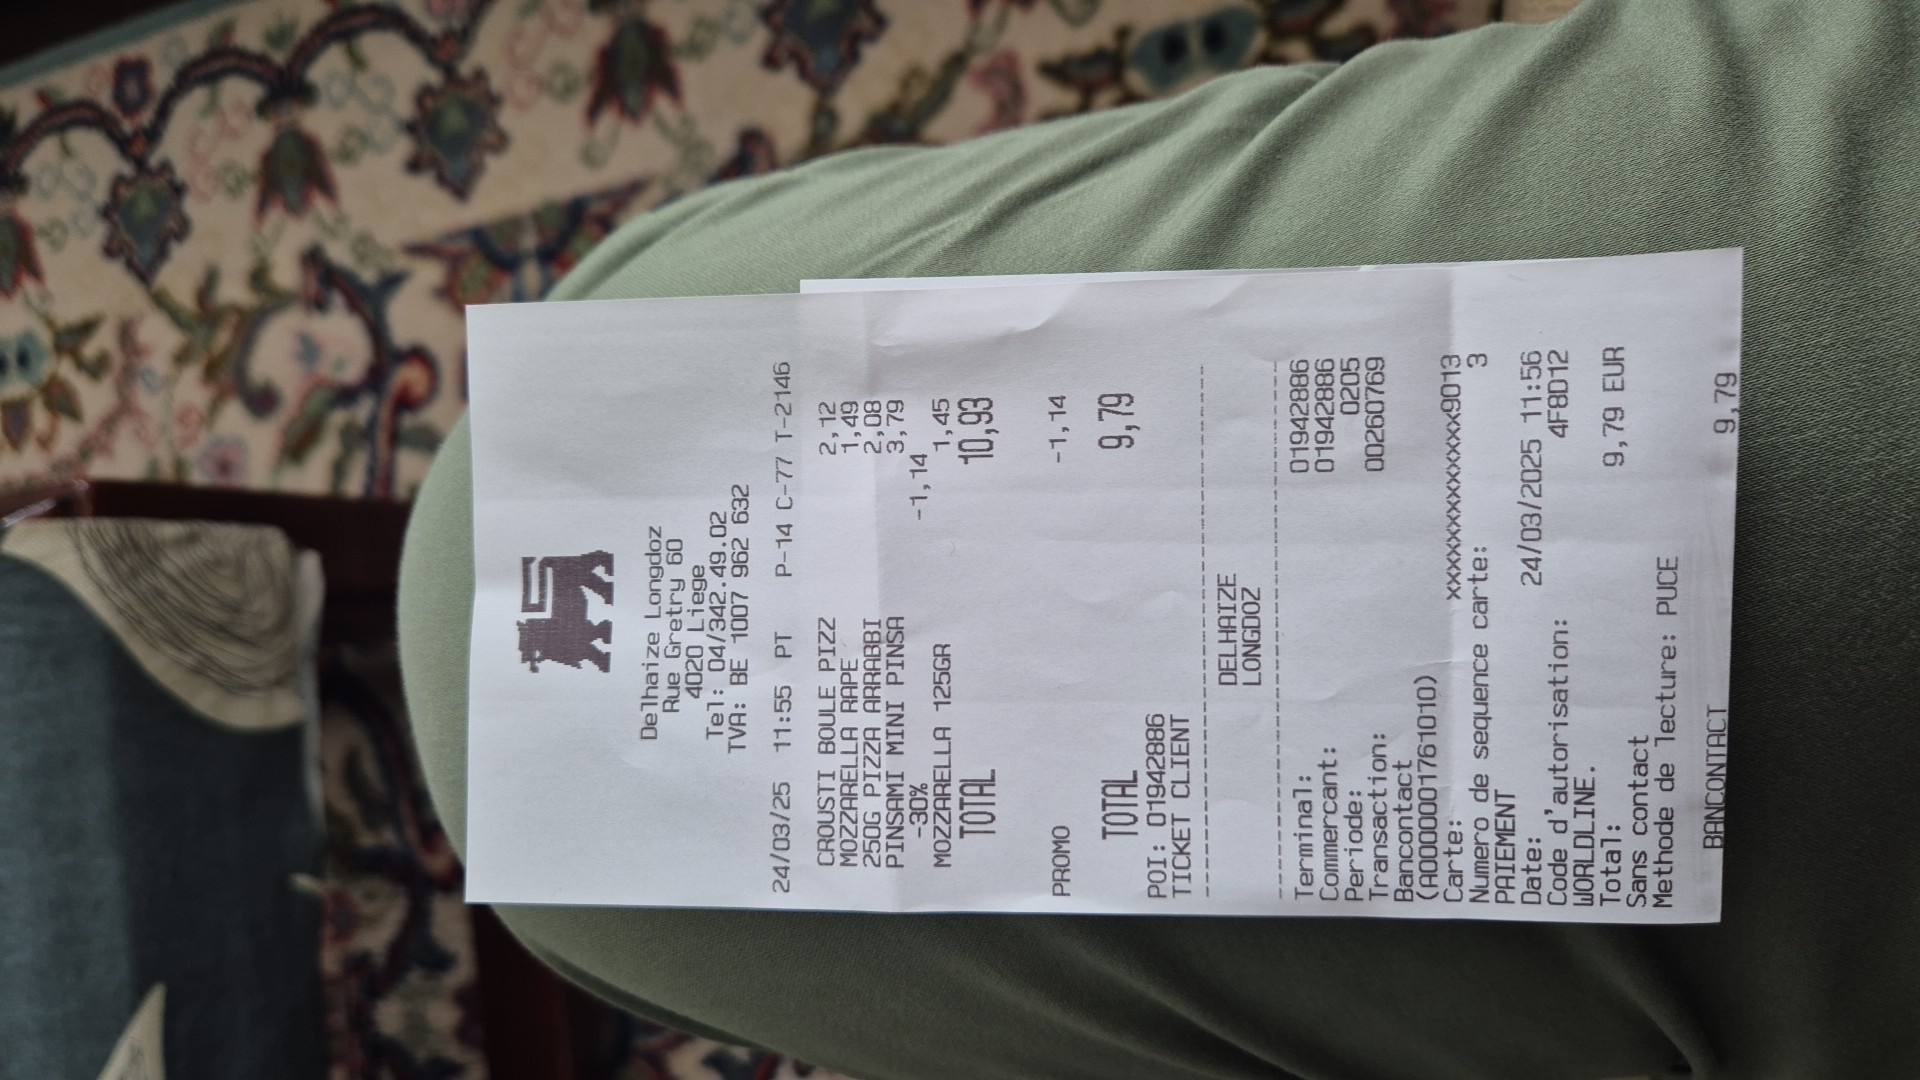 Delhaize Longdoz
Rue Gretry 60
4020 Liege
Tel : 04/342.49.02
TVA: BE 1007 962 632
24/03/25 11:55 PT P-14 C-77 T-2146
CROUSTI BOULE PIZZ 2,12
MOZZARELLA RAPE 1,49
250G PIZZA ARRABBI 2,08
PINSAMI MINI PINSA 3,79
-30% -1,14
MOZZARELLA 125GR 1,45
TOTAL 10,93
PROMO -1,14
TOTAL 9,79
POI: 01942886
TICKET CLIENT
DELHAIZE
LONGDOZ
Terminal: 01942886
Commercant: 01942886
Periode: 0205
Transaction: 00260769
Bancontact
(A0000001761010)
Carte: xxxxxxxxxxxxxxx9013
Numero de sequence carte: 3
PAIEMENT
Date: 24/03/2025 11:56
Code d'autorisation: 4F8D12
WORLDLINE.
Total: 9,79 EUR
Sans contact
Methode de lecture: PUCE
BANCONTACT 9,79